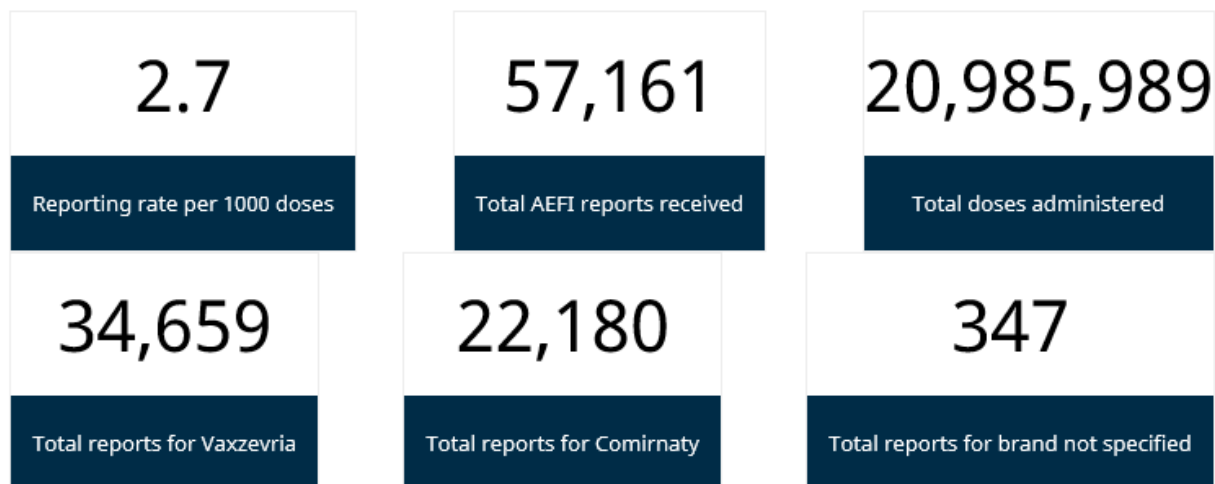 2.7
Reporting rate per 1000 doses
57,161
Total AEFI reports received
20,985,989
Total doses administered
34,659
Total reports for Vaxzevria
22,180
Total reports for Comirnaty
347
Total reports for brand not specified